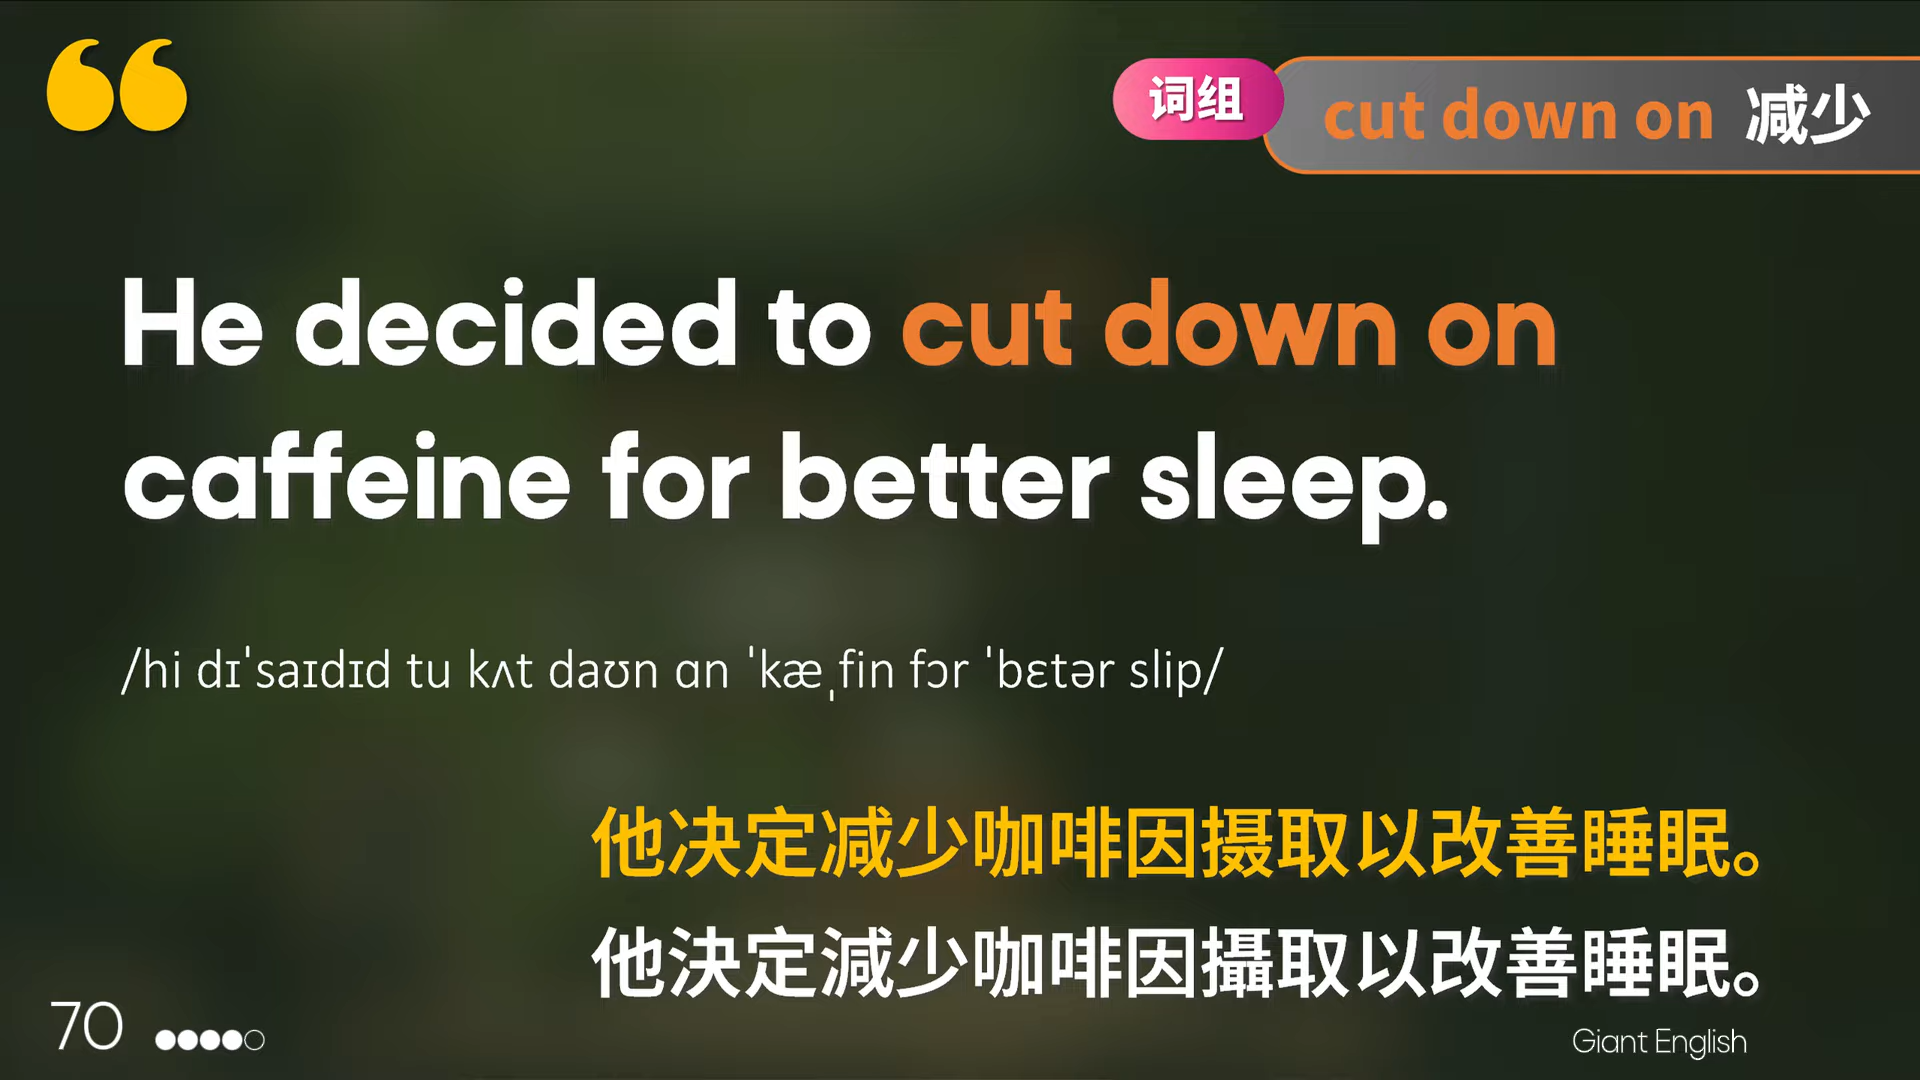 词组
cut down on 减少
He decided to cut down on
caffeine for better sleep.
/hi dɪˈsaɪdɪd tu kʌt daʊn ɑn ˈkæˌfin fɔr ˈbɛtər slip/
他决定减少咖啡因摄取以改善睡眠。
他決定減少咖啡因攝取以改善睡眠。
70
Giant English